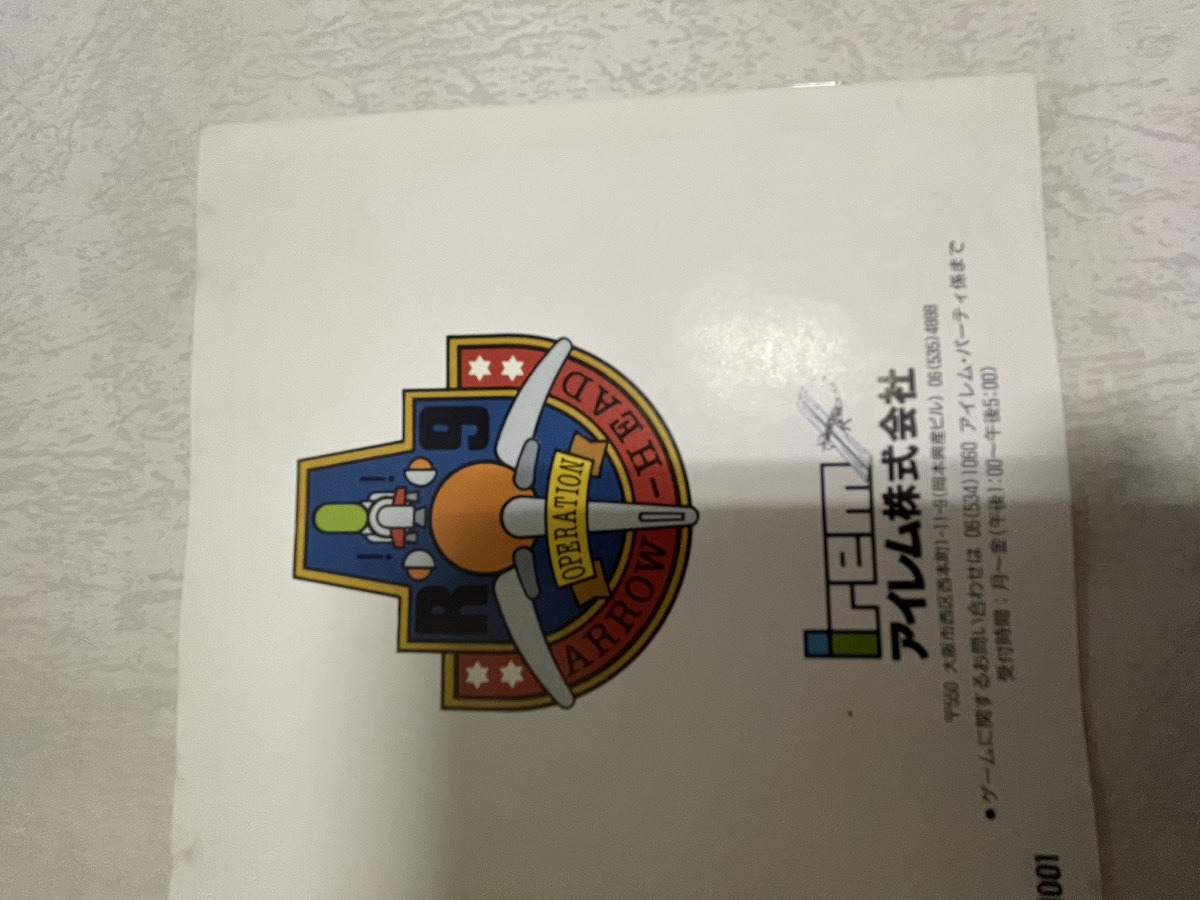 R 9
OPERATION
ARROW-HEAD
irem
アイレム株式会社
〒550 大阪市西区西本町1-11-9(岡本興産ビル) 06(535)4888
●ゲームに関するお問い合わせは 06(534)1060 アイレム・パーティ係まで
受付時間：月〜金(午後1:00〜午後5:00)
0001